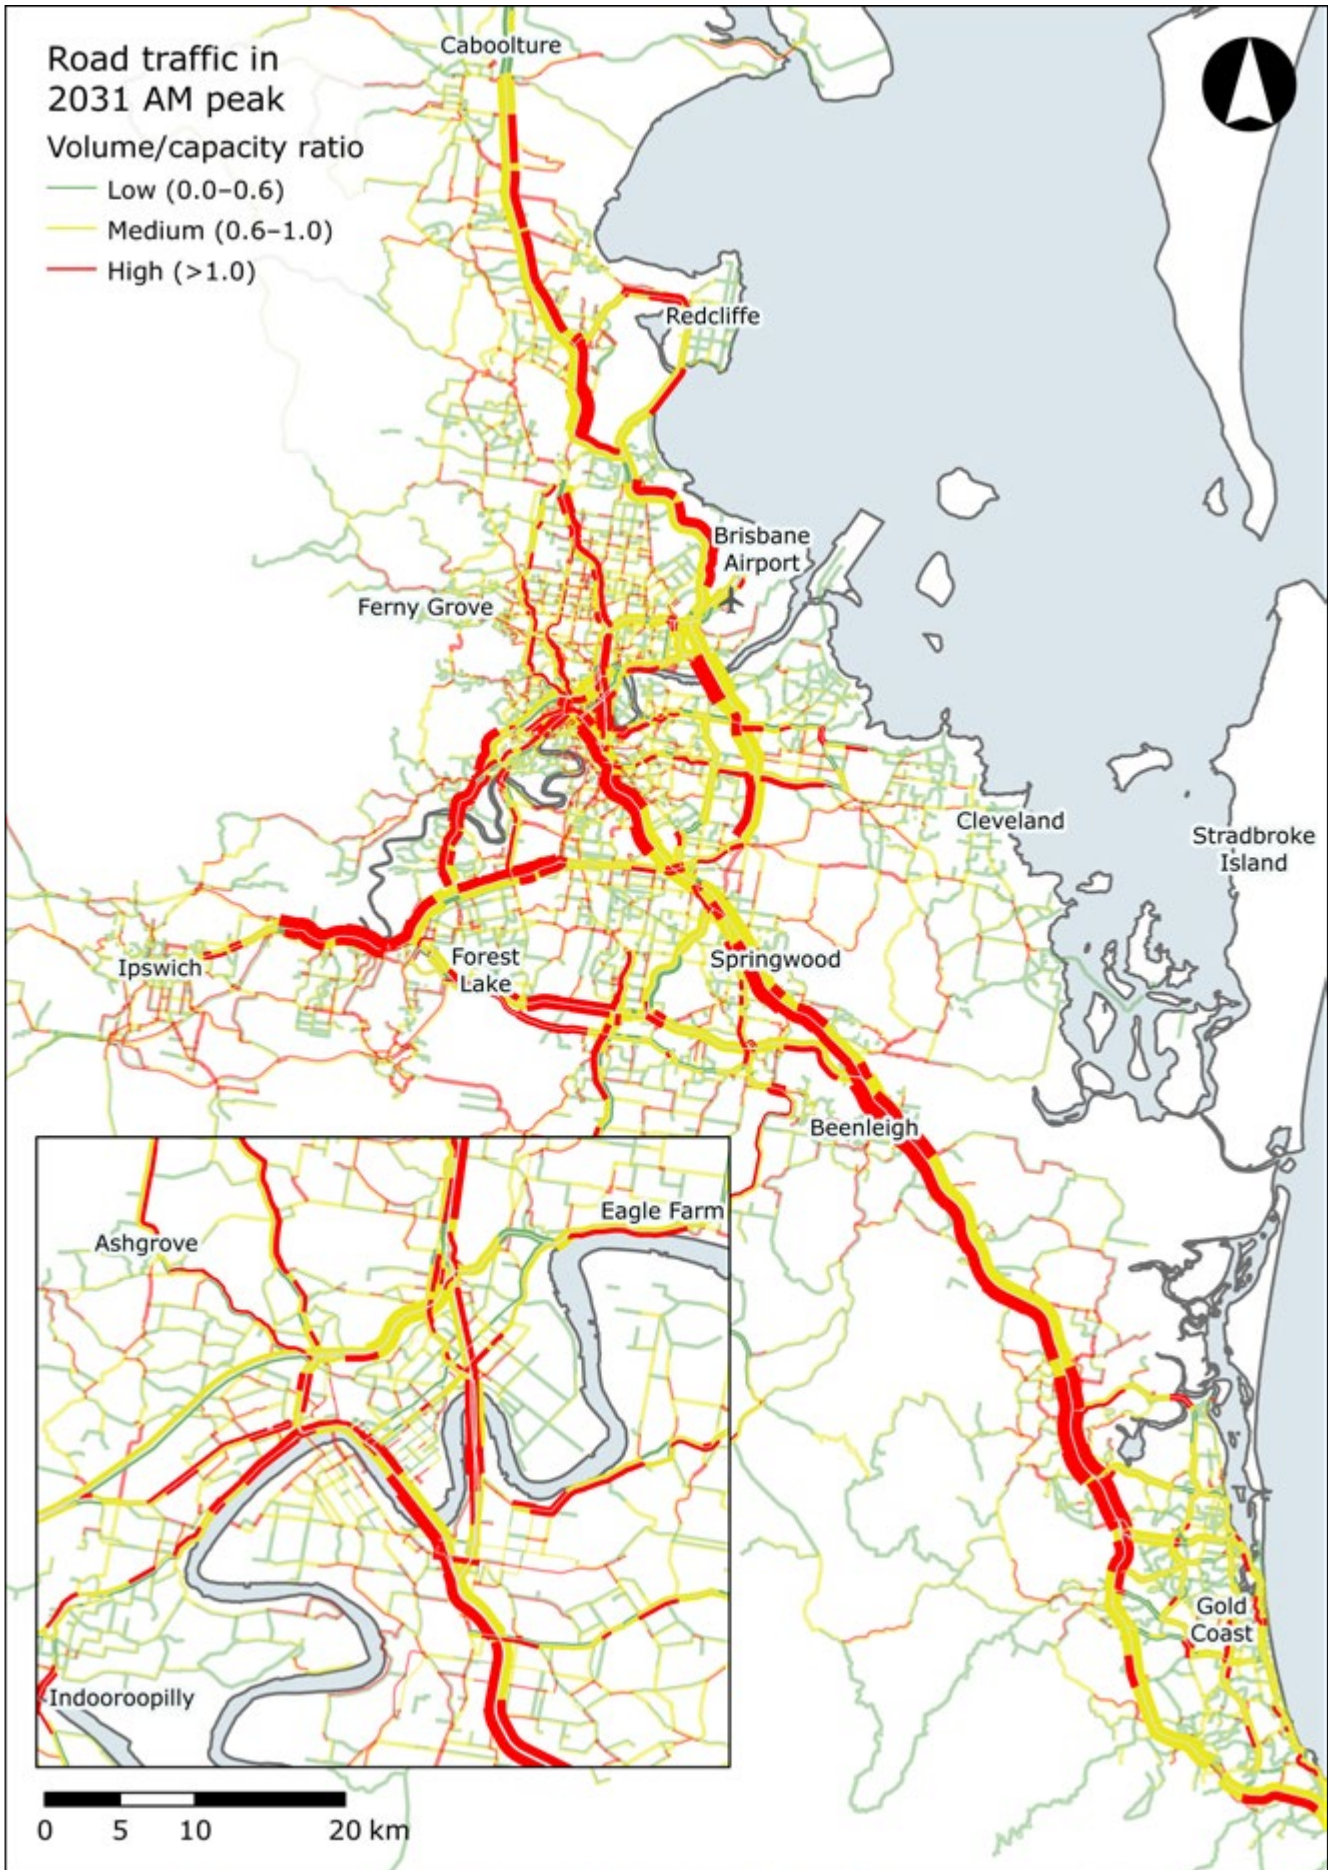 Road traffic in
2031 AM peak
Volume/capacity ratio
Low (0.0–0.6)
Medium (0.6–1.0)
High (>1.0)
Caboolture
Redcliffe
Brisbane
Airport
Ferny Grove
Cleveland
Stradbroke
Island
Ipswich
Forest
Lake
Springwood
Beenleigh
Eagle Farm
Ashgrove
Gold
Coast
Indooroopilly
0 5 10 20 km